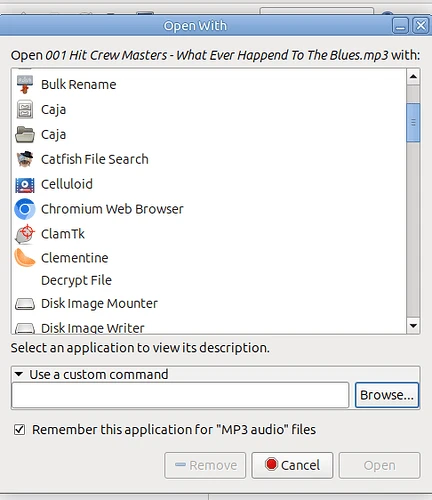 Open With
Open 001 Hit Crew Masters - What Ever Happend To The Blues.mp3 with:
Bulk Rename
Caja
Caja
Catfish File Search
Celluloid
Chromium Web Browser
ClamTk
Clementine
Decrypt File
Disk Image Mounter
Disk Image Writer
Select an application to view its description.
Use a custom command
Browse...
Remember this application for "MP3 audio" files
Remove
Cancel
Open